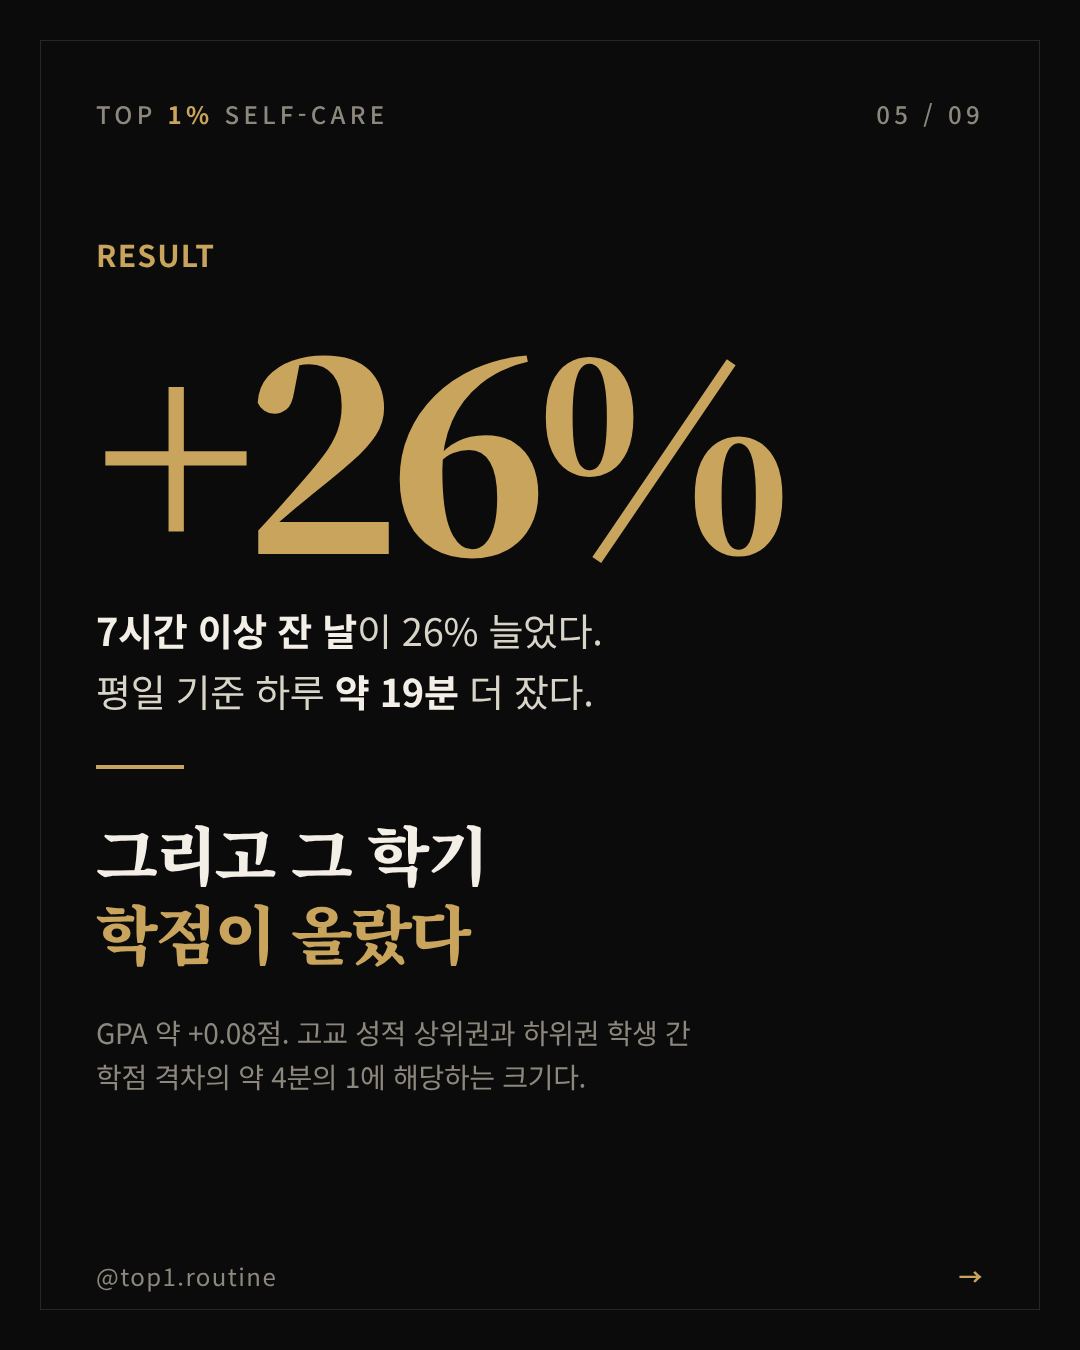 TOP 1% SELF-CARE
05 / 09
RESULT
+26%
7시간 이상 잔 날이 26% 늘었다.
평일 기준 하루 약 19분 더 잤다.
그리고 그 학기
학점이 올랐다
GPA 약 +0.08점. 고교 성적 상위권과 하위권 학생 간
학점 격차의 약 4분의 1에 해당하는 크기다.
@top1.routine
→